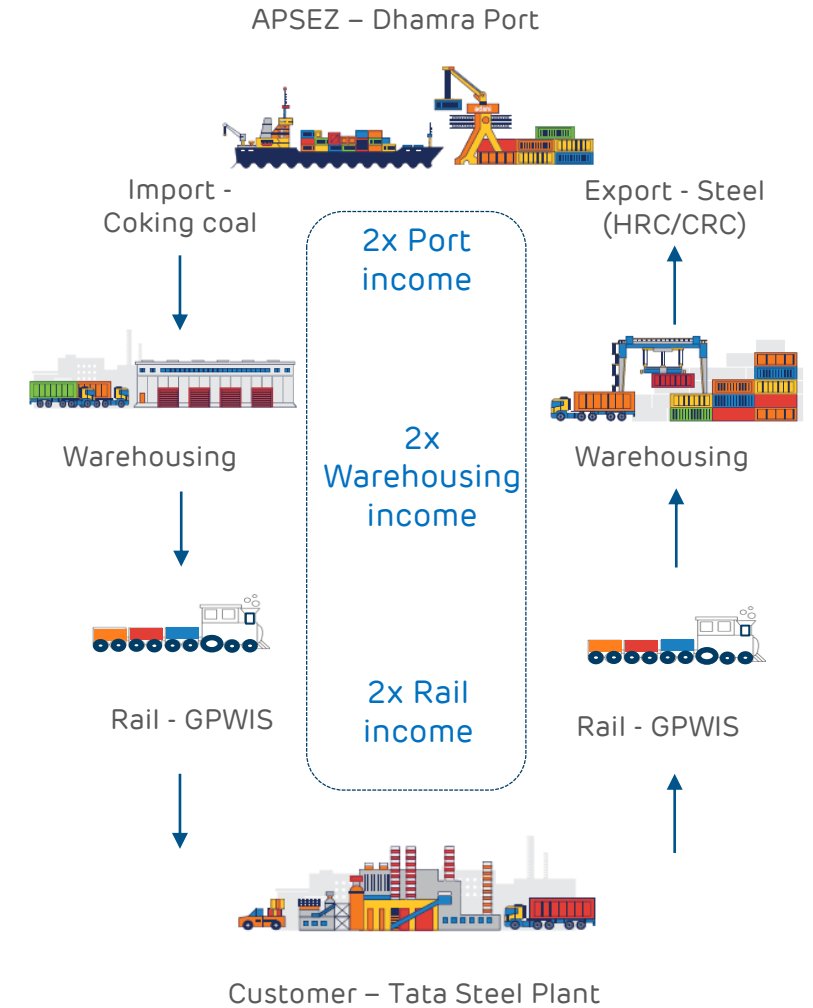 APSEZ – Dhamra Port
adani
Import -
Coking coal
Export - Steel
(HRC/CRC)
2x Port
income
Warehousing
2x
Warehousing
income
Warehousing
Rail - GPWIS
2x Rail
income
Rail - GPWIS
Customer – Tata Steel Plant